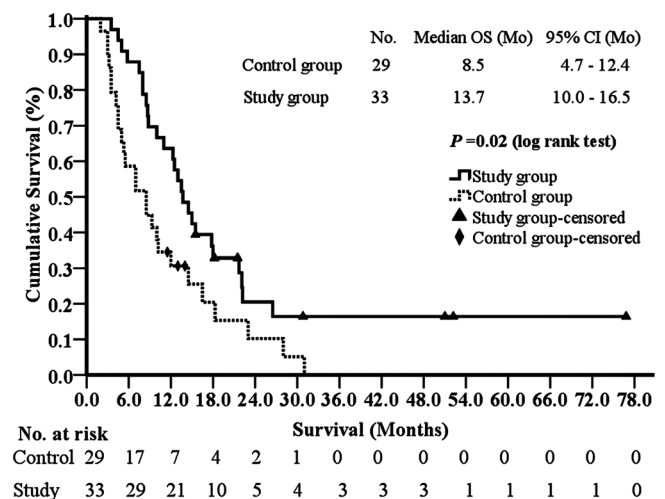 No. Median OS (Mo) 95% CI (Mo)
Control group 29 8.5 4.7 - 12.4
Study group 33 13.7 10.0 - 16.5
P =0.02 (log rank test)
Study group
Control group
Study group-censored
Control group-censored
Cumulative Survival (%)
1.0
0.9
0.8
0.7
0.6
0.5
0.4
0.3
0.2
0.1
0.0
0.0 6.0 12.0 18.0 24.0 30.0 36.0 42.0 48.0 54.0 60.0 66.0 72.0 78.0
Survival (Months)
No. at risk
Control 29 17 7 4 2 1 0 0 0 0 0 0 0 0
Study 33 29 21 10 5 4 3 3 3 1 1 1 1 0